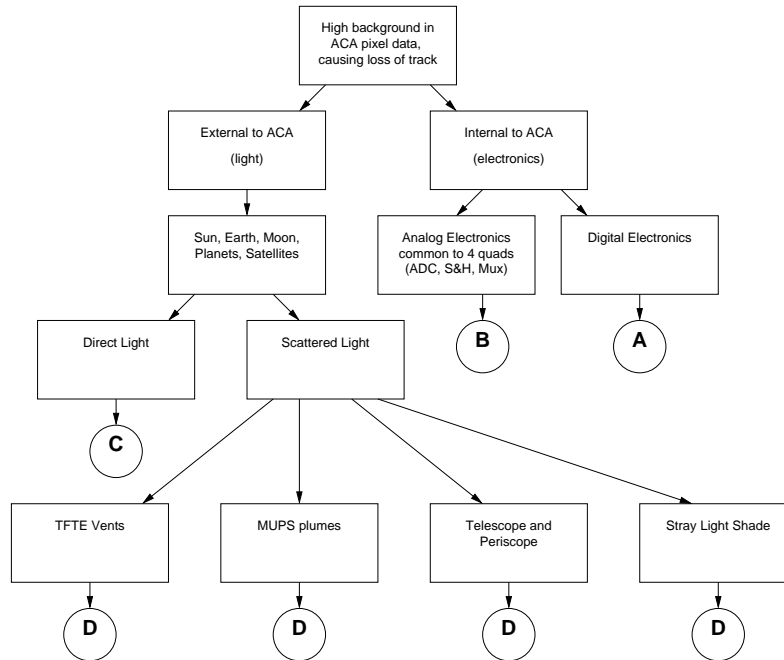 High background in
ACA pixel data,
causing loss of track
External to ACA
(light)
Internal to ACA
(electronics)
Sun, Earth, Moon,
Planets, Satellites
Analog Electronics
common to 4 quads
(ADC, S&H, Mux)
Digital Electronics
Direct Light
Scattered Light
B
A
C
TFTE Vents
MUPS plumes
Telescope and
Periscope
Stray Light Shade
D
D
D
D